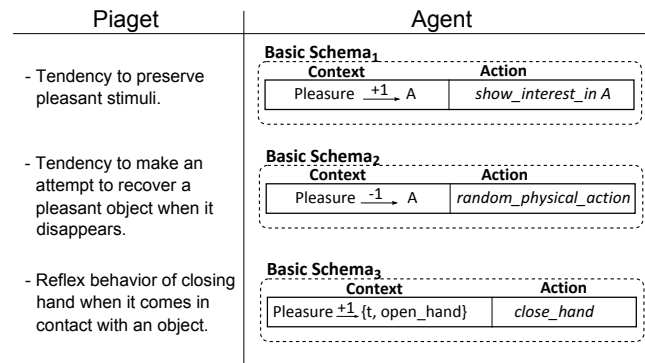 Piaget
Agent
- Tendency to preserve
pleasant stimuli.
Basic Schema1
Context
Action
Pleasure +1 A
show_interest_in A
- Tendency to make an
attempt to recover a
pleasant object when it
disappears.
Basic Schema2
Context
Action
Pleasure -1 A
random_physical_action
- Reflex behavior of closing
hand when it comes in
contact with an object.
Basic Schema3
Context
Action
Pleasure +1 {t, open_hand}
close_hand